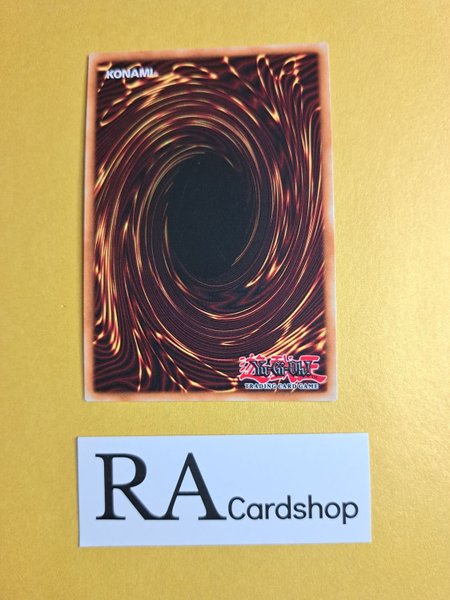 KONAMI
Yu-Gi-Oh!
TRADING CARD GAME
RA Cardshop